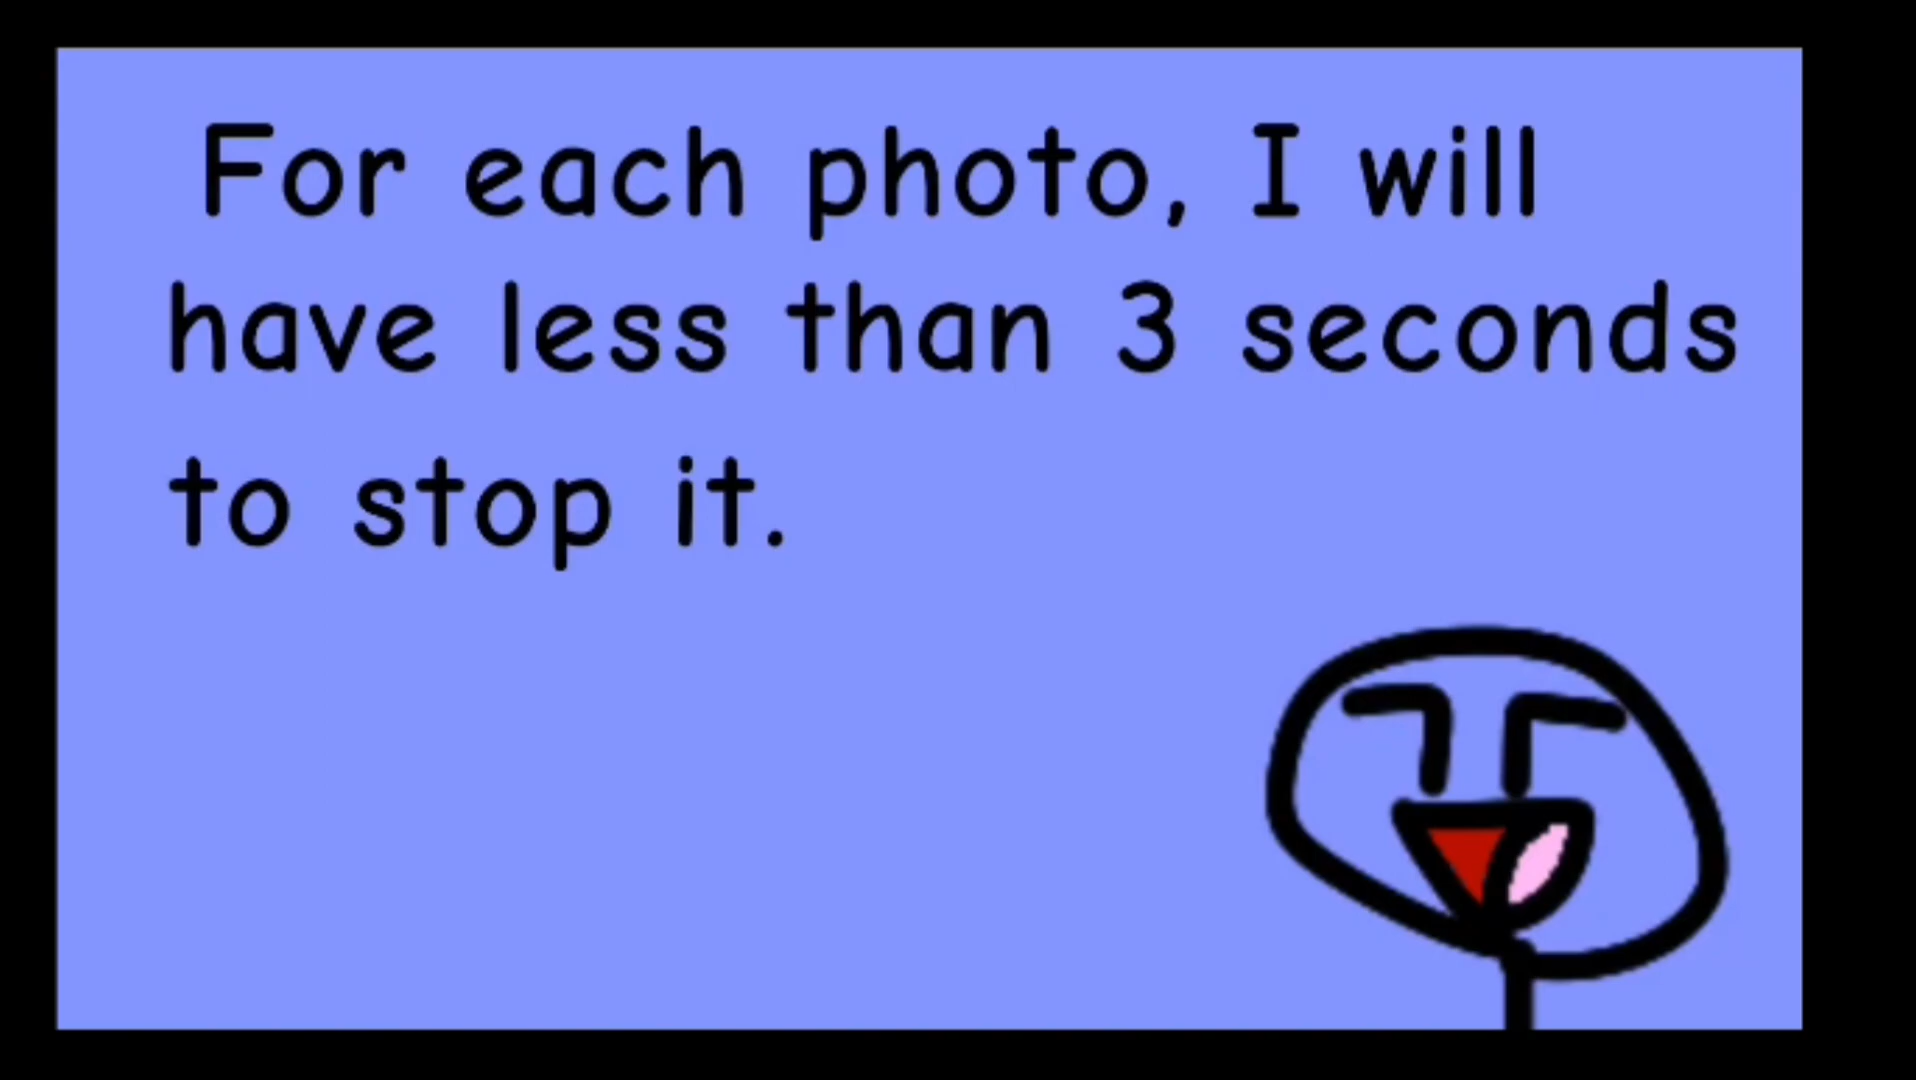 For each photo, I will
have less than 3 seconds
to stop it.